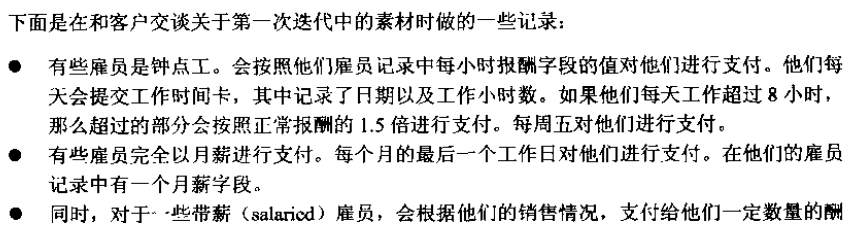 下面是在和客户交谈关于第一次迭代中的素材时做的一些记录：
● 有些雇员是钟点工。会按照他们雇员记录中每小时报酬字段的值对他们进行支付。他们每
天会提交工作时间卡，其中记录了日期以及工作小时数。如果他们每天工作超过 8 小时，
那么超过的部分会按照正常报酬的 1.5 倍进行支付。每周五对他们进行支付。
● 有些雇员完全以月薪进行支付。每个月的最后一个工作日对他们进行支付。在他们的雇员
记录中有一个月薪字段。
● 同时，对于一些带薪（salaried）雇员，会根据他们的销售情况，支付给他们一定数量的酬